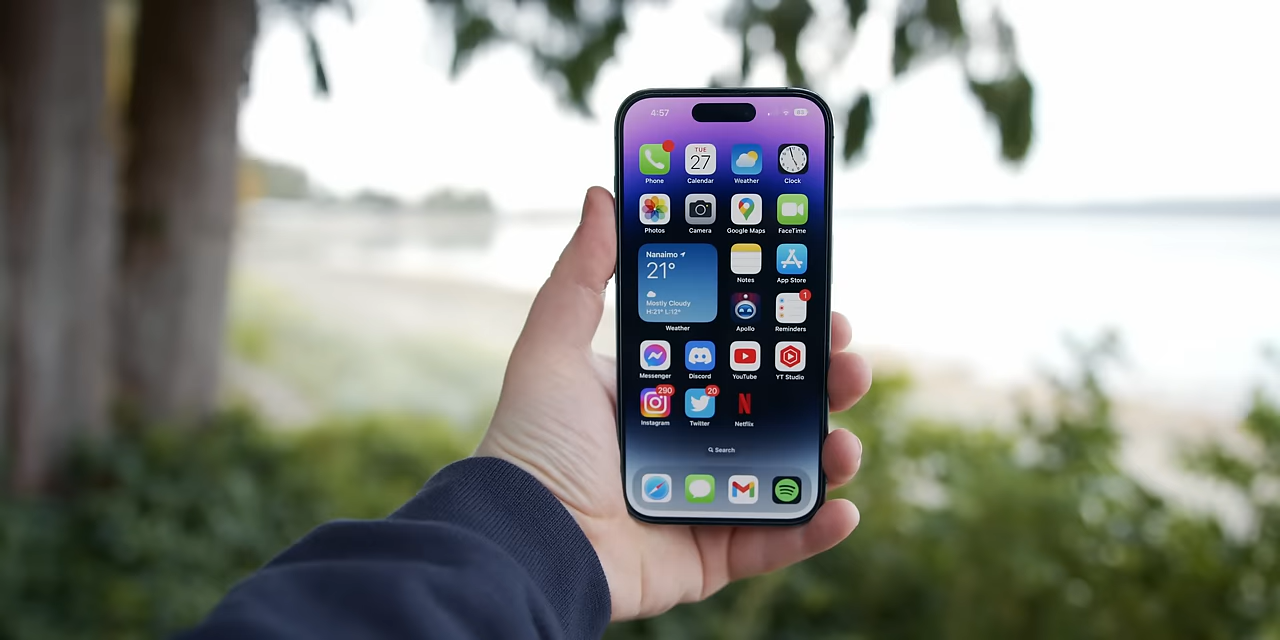 4:57
TUE
27
Phone
Calendar
Weather
Clock
Photos
Camera
Google Maps
FaceTime
Nanaimo
21°
Mostly Cloudy
H:21° L:12°
Weather
Notes
App Store
1
Apollo
Reminders
Messenger
Discord
YouTube
YT Studio
290
20
Instagram
Twitter
Netflix
Search